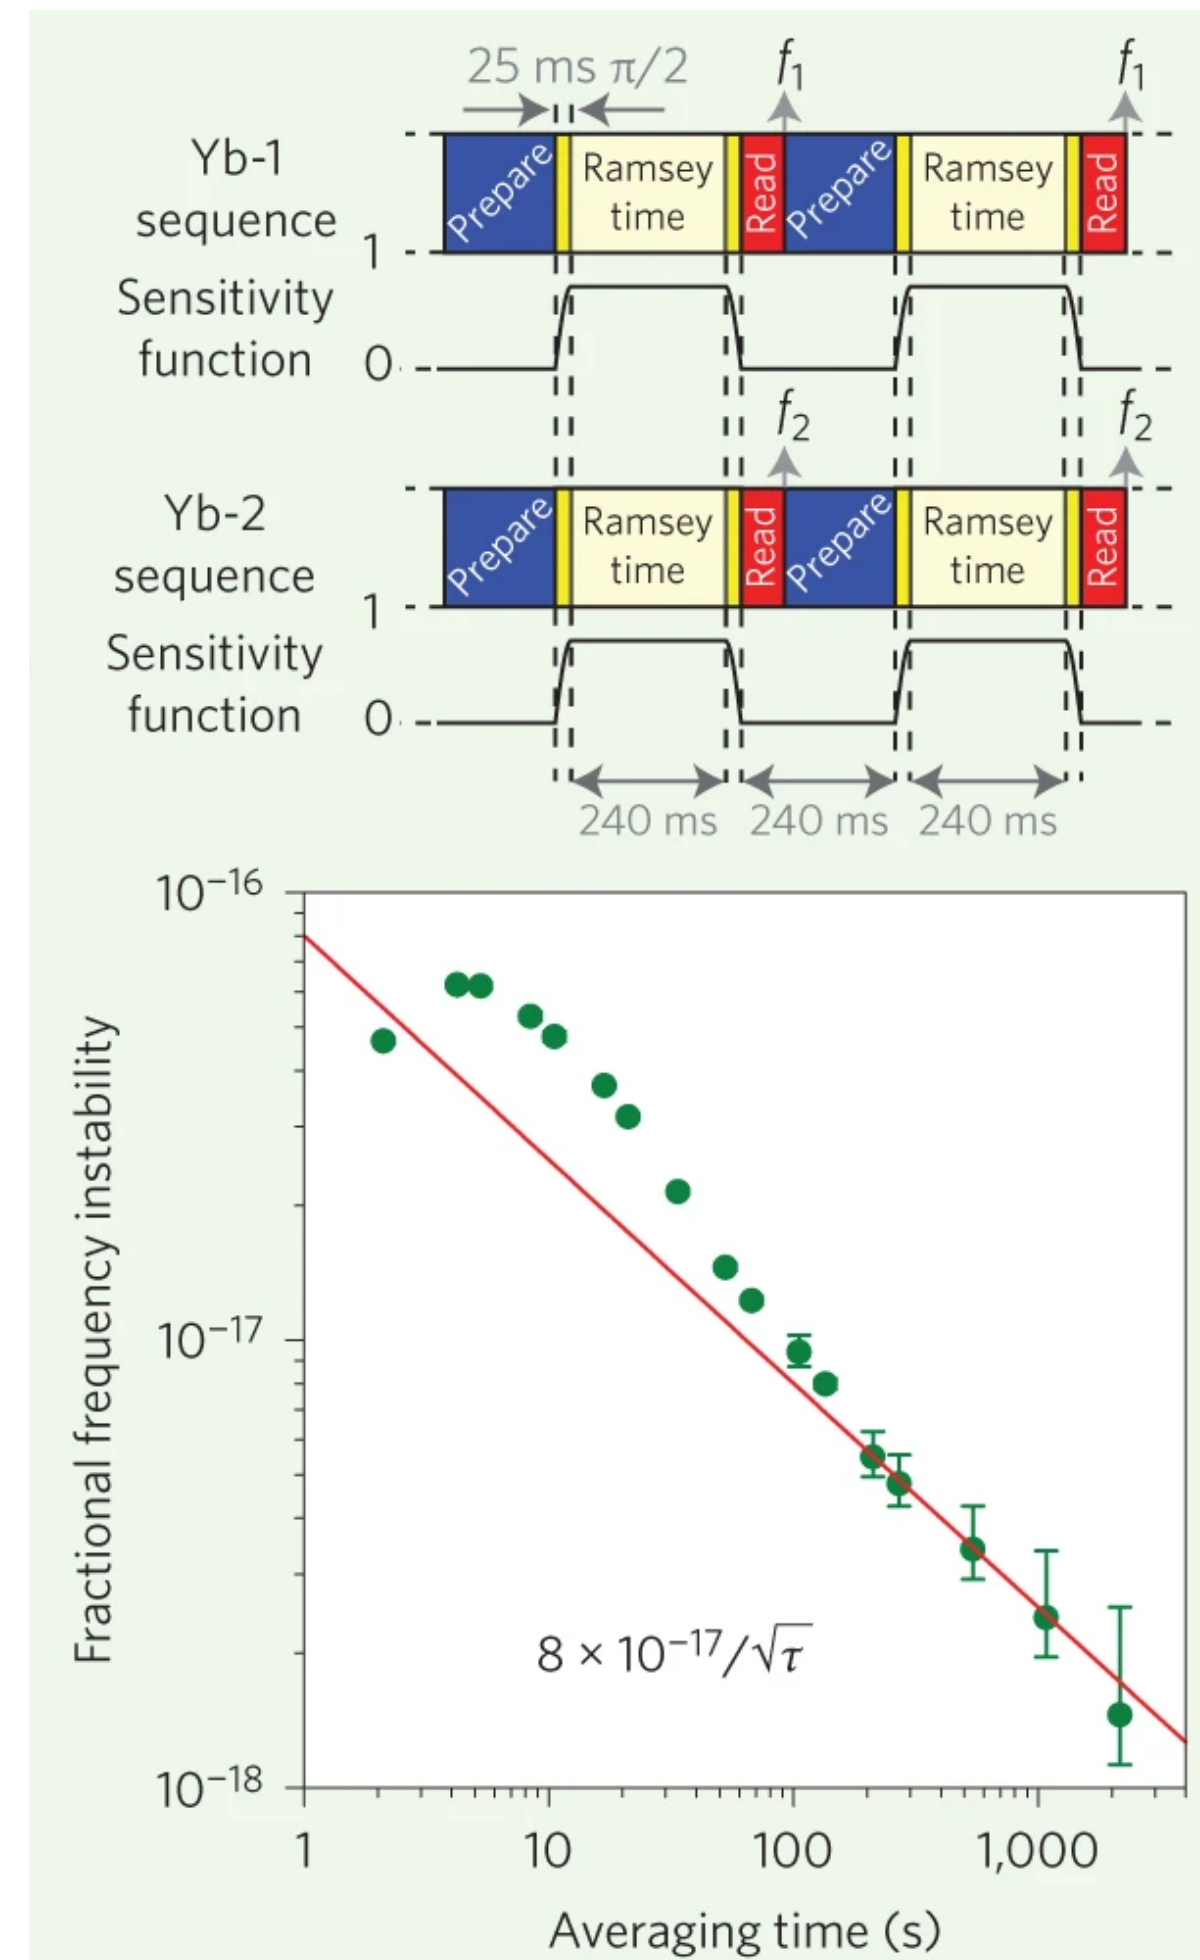 25 ms π/2
f₁
f₁
Yb-1
sequence
Prepare
Ramsey
time
Read
Prepare
Ramsey
time
Read
1
Sensitivity
function
0
f₂
f₂
Yb-2
sequence
Prepare
Ramsey
time
Read
Prepare
Ramsey
time
Read
1
Sensitivity
function
0
240 ms
240 ms
240 ms
10⁻¹⁶
10⁻¹⁷
10⁻¹⁸
Fractional frequency instability
8 × 10⁻¹⁷/√τ
1
10
100
1,000
Averaging time (s)